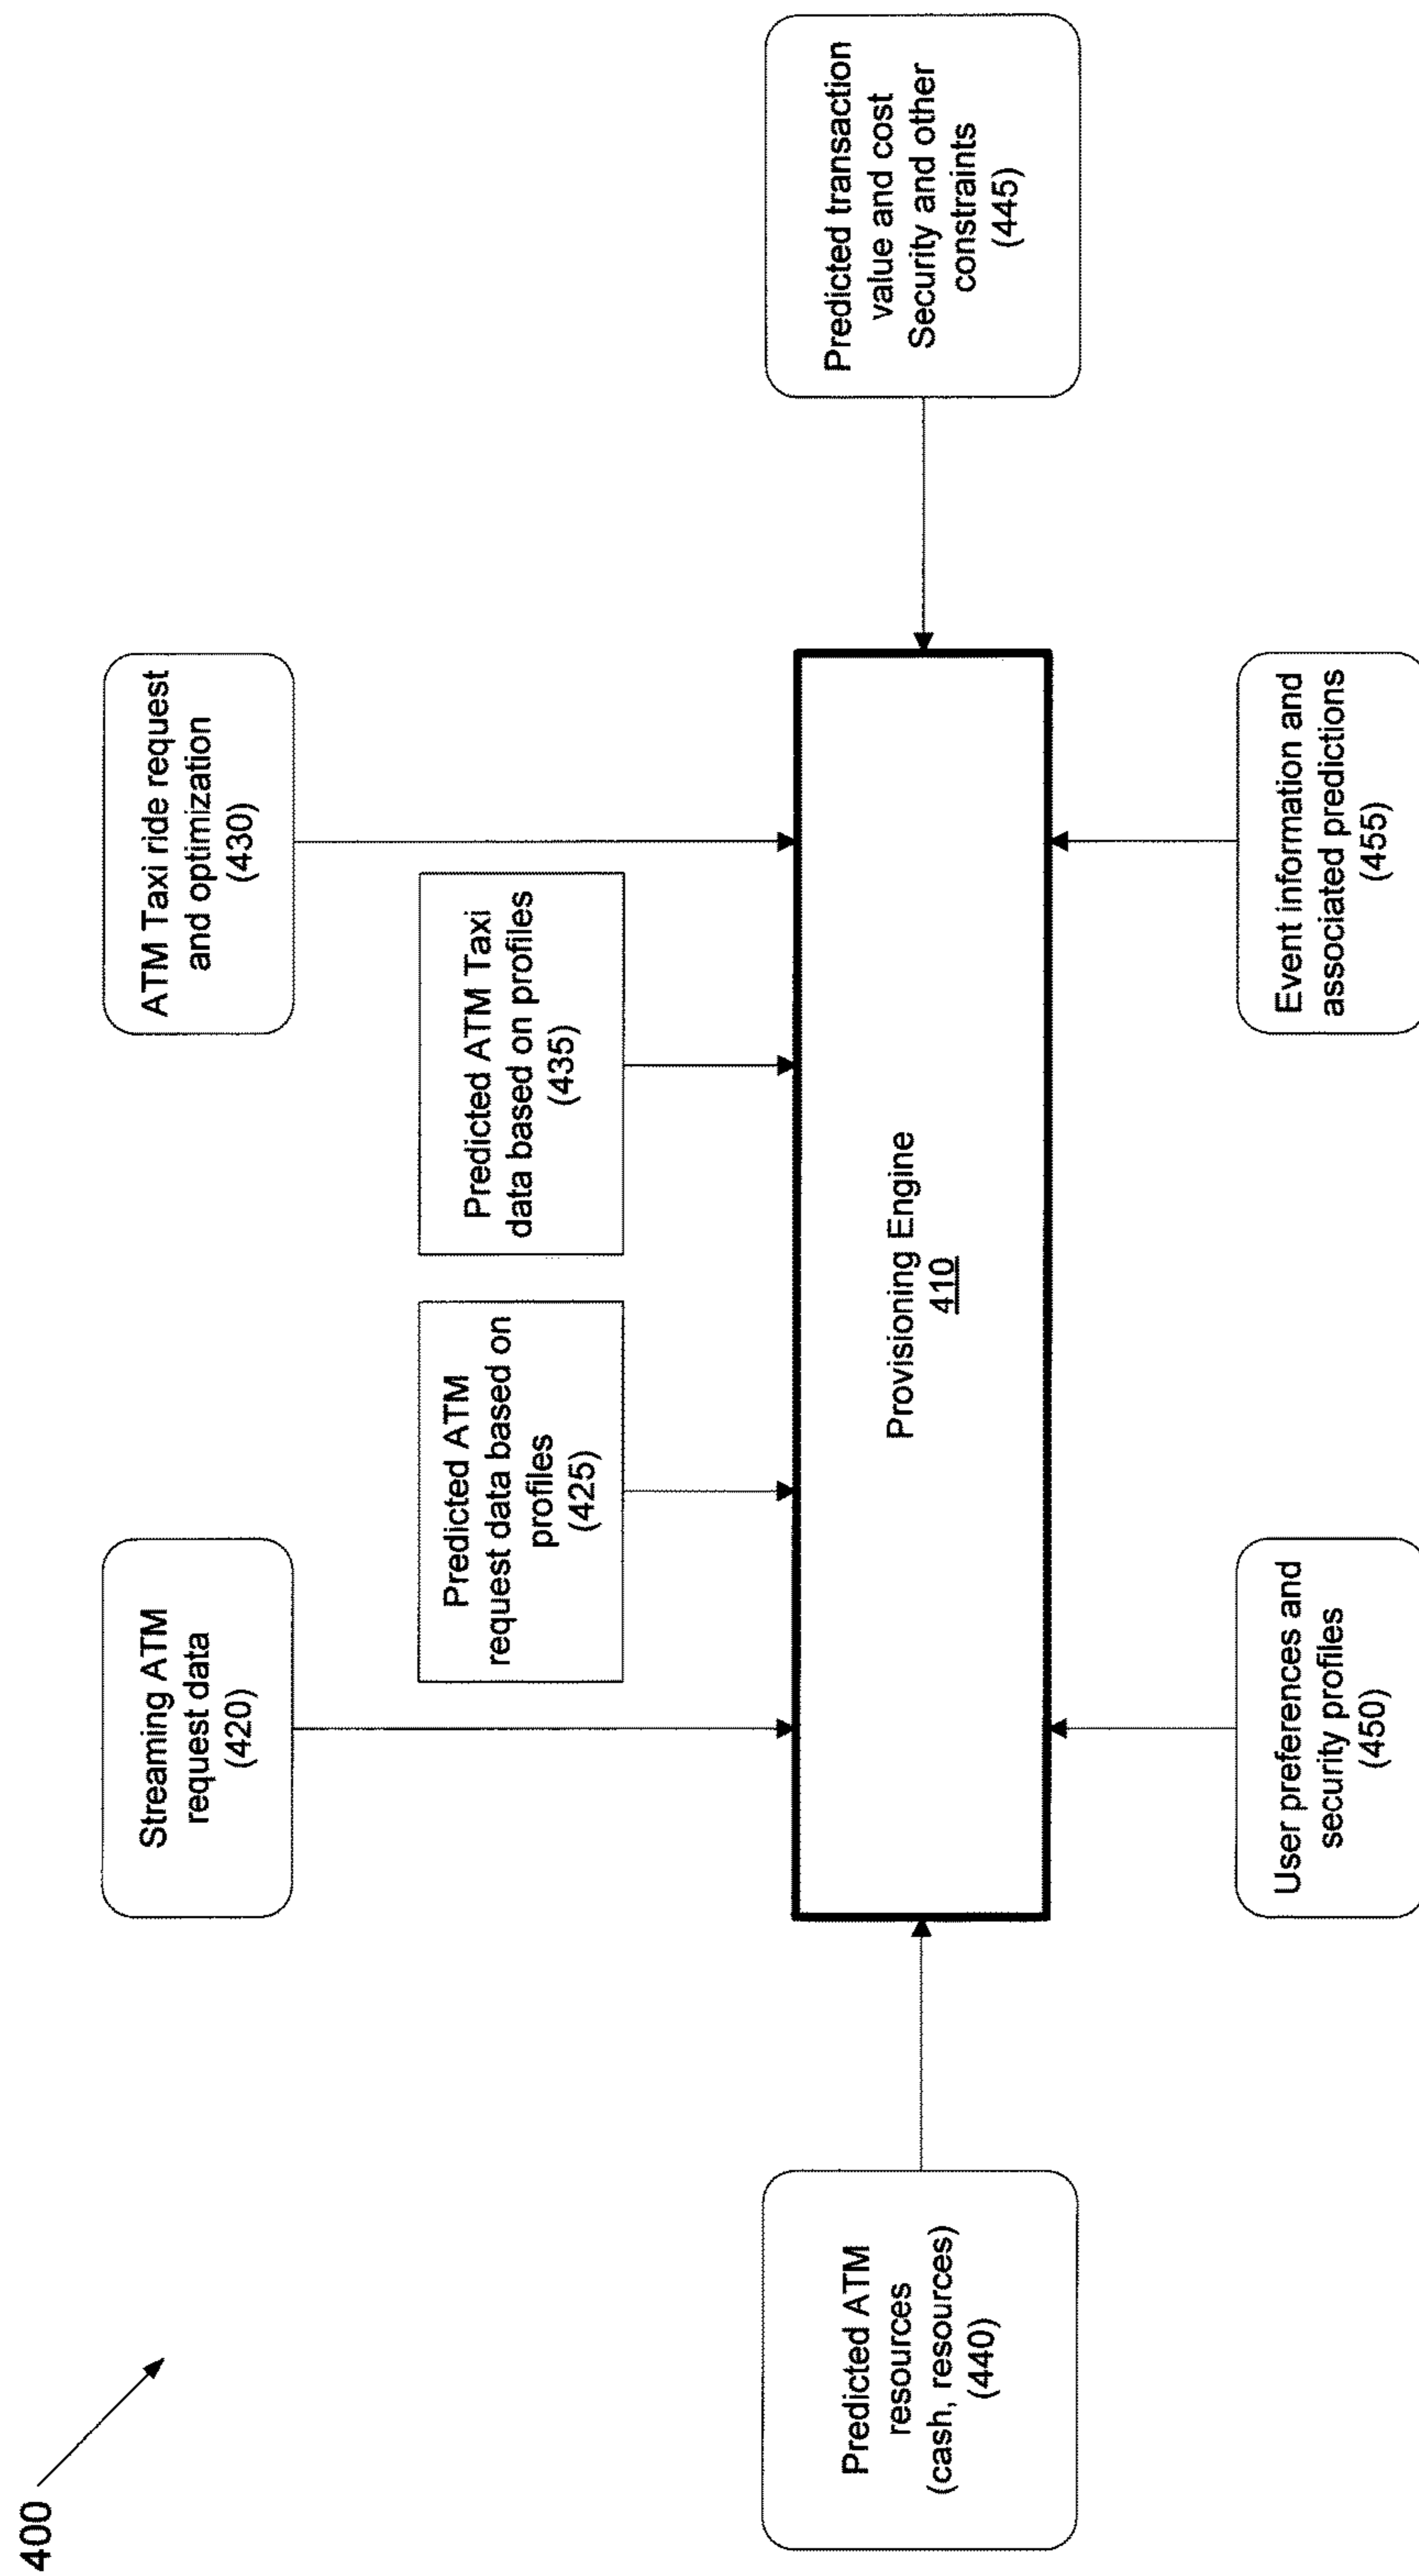 400
Streaming ATM
request data
(420)
ATM Taxi ride request
and optimization
(430)
Predicted ATM
request data based on
profiles
(425)
Predicted ATM Taxi
data based on profiles
(435)
Predicted ATM
resources
(cash, resources)
(440)
Provisioning Engine
410
Predicted transaction
value and cost
Security and other
constraints
(445)
User preferences and
security profiles
(450)
Event information and
associated predictions
(455)